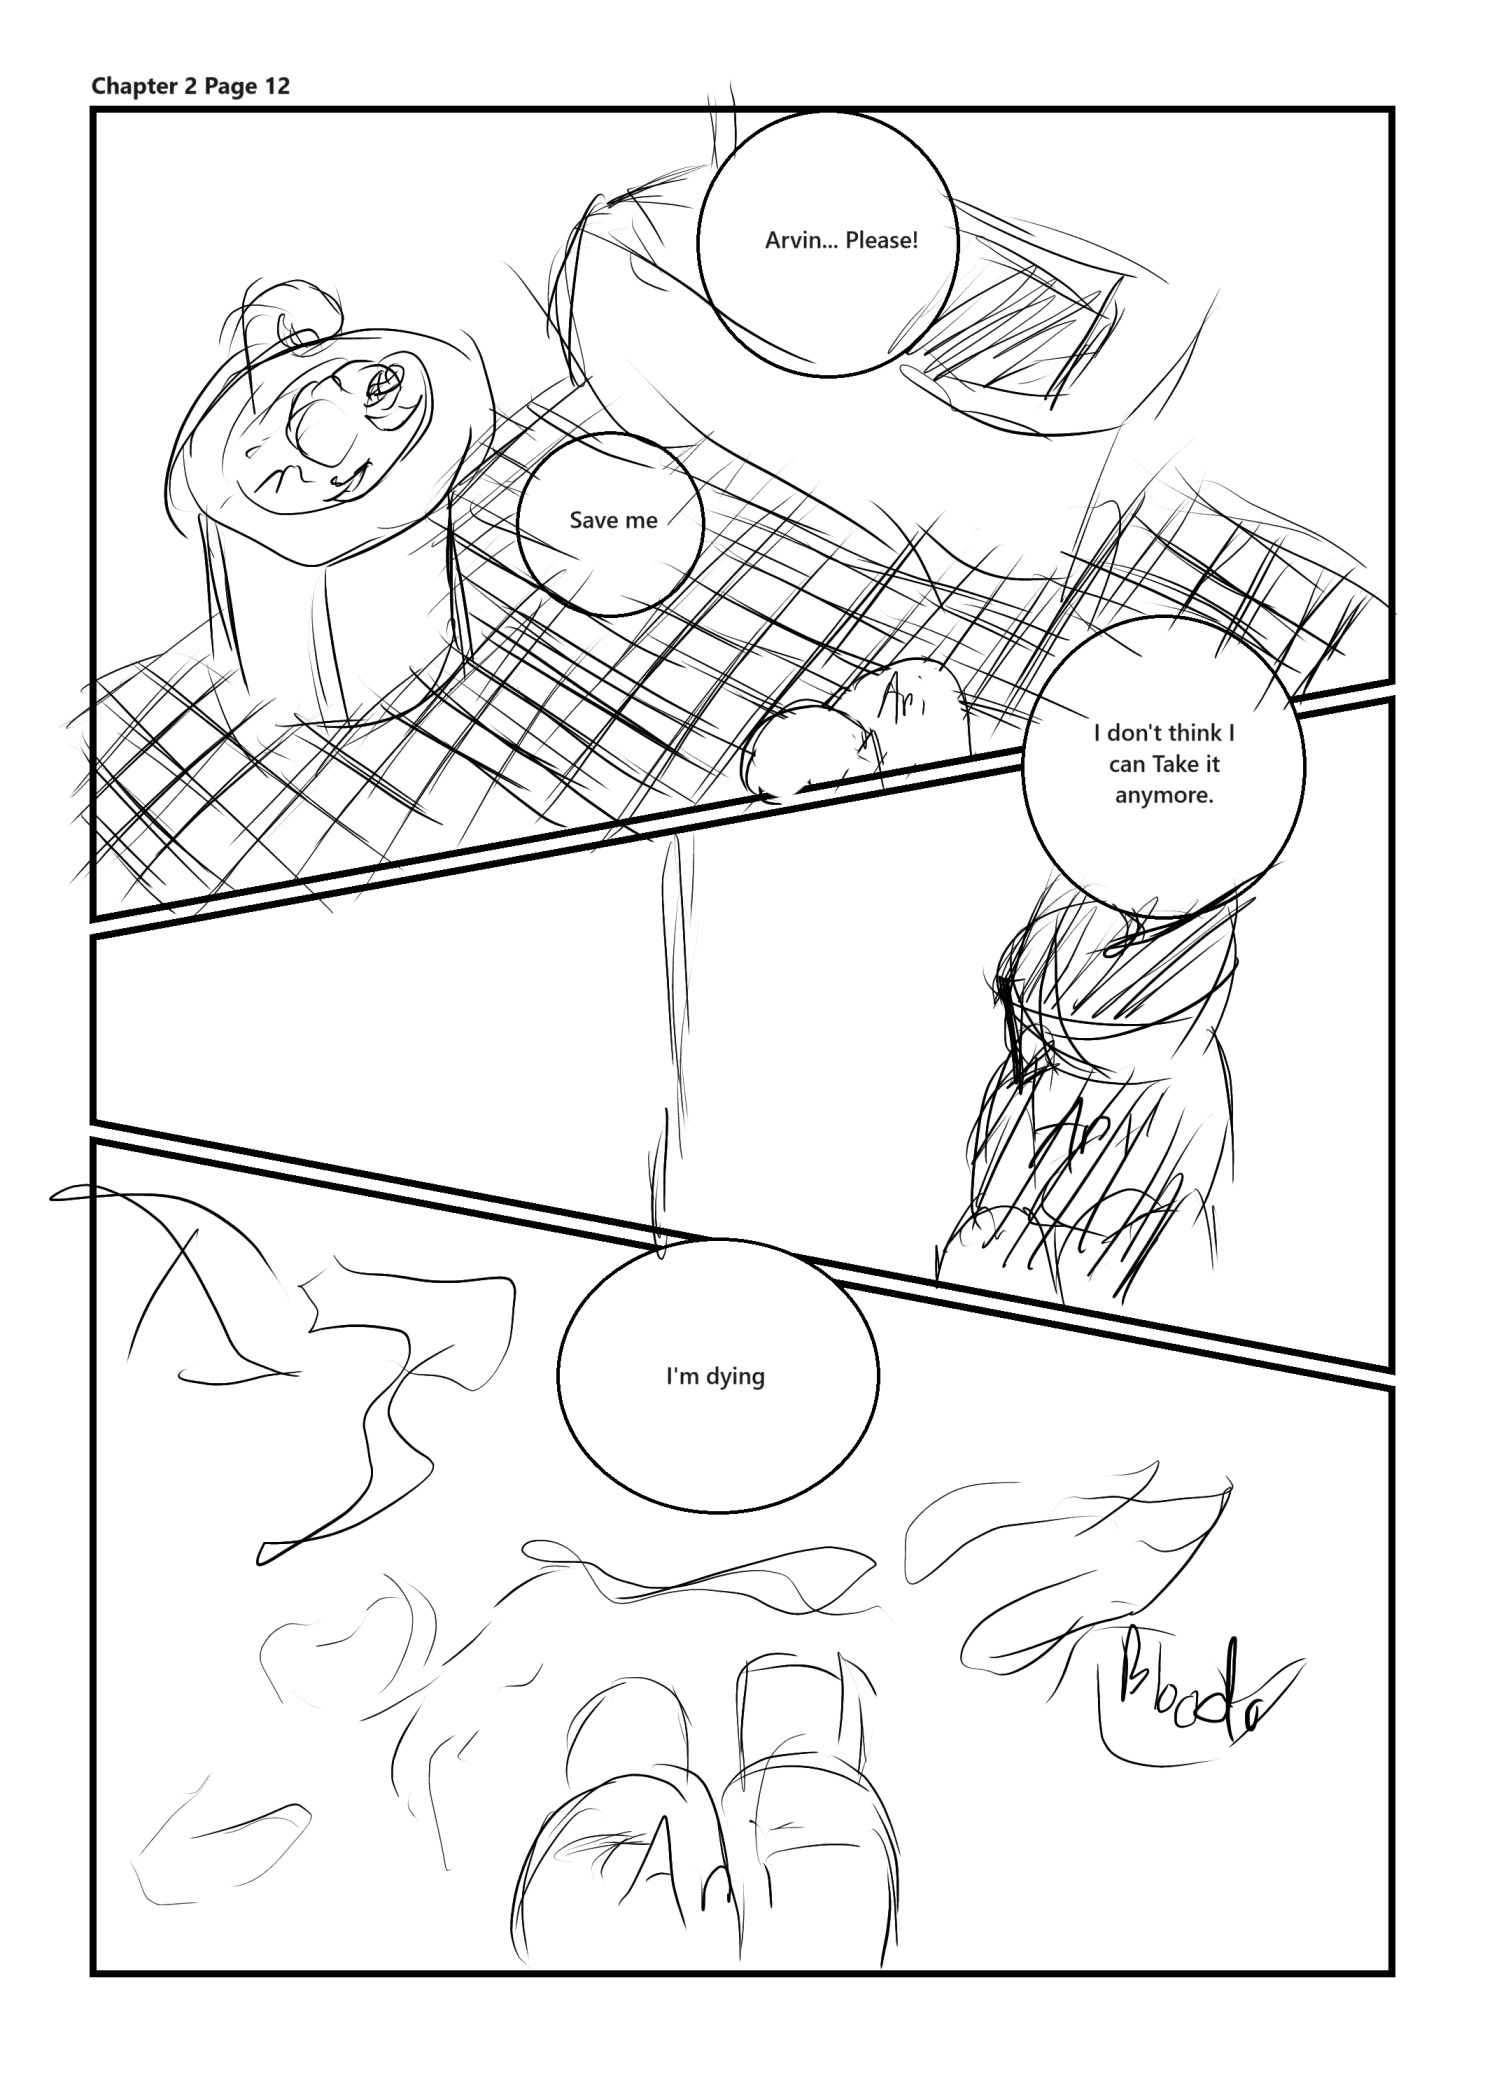 Chapter 2 Page 12
Arvin... Please!
Save me
Ari
I don't think I
can Take it
anymore.
Ari
I'm dying
Blood
Ari